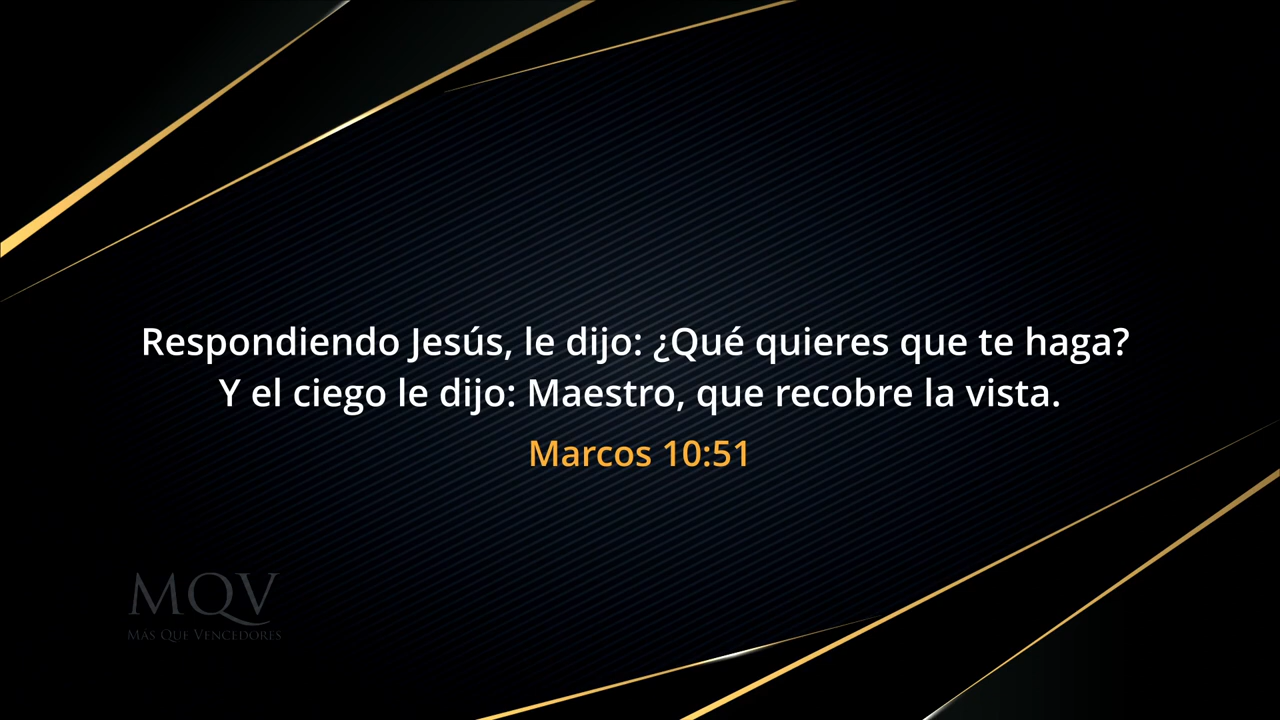 Respondiendo Jesús, le dijo: ¿Qué quieres que te haga?
Y el ciego le dijo: Maestro, que recobre la vista.
Marcos 10:51
MQV
MÁS QUE VENCEDORES